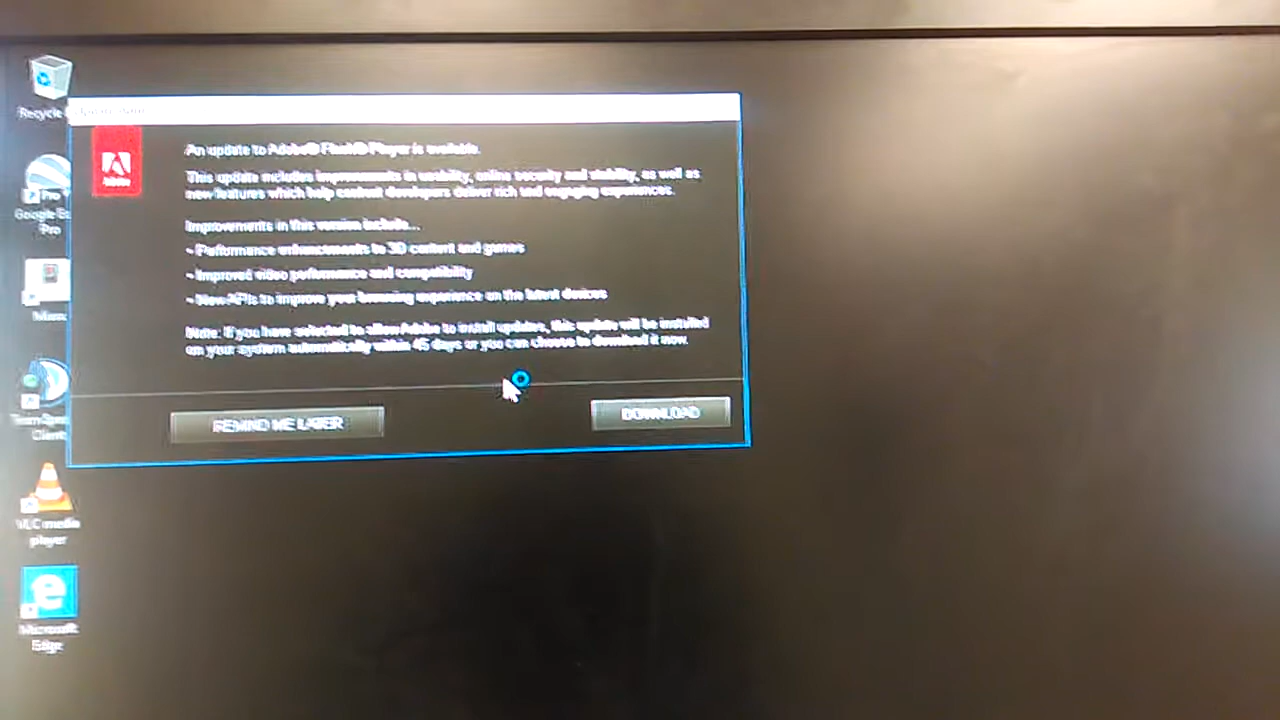 Recycle
An update to Adobe® Flash® Player is available.
This update includes improvements in usability, online security and stability, as well as
new features which help content developers deliver rich and engaging experiences.
Improvements in this version include...
- Performance enhancements to 3D content and games
- Improved video performance and compatibility
- New APIs to improve your browsing experience on the latest devices
Note: If you have selected to allow Adobe to install updates, this update will be installed
on your system automatically within 45 days or you can choose to download it now.
REMIND ME LATER
DOWNLOAD
Adobe
Google Ea
Pro
TeamSpea
Client
VLC media
player
Microsoft
Edge